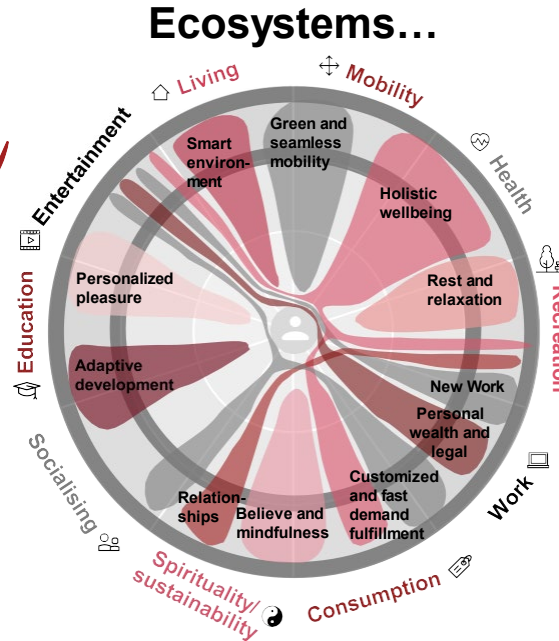 Ecosystems…
Living
Mobility
Health
Recreation
Work
Consumption
Spirituality/
sustainability
Socialising
Education
Entertainment
Smart
environ-
ment
Green and
seamless
mobility
Holistic
wellbeing
Rest and
relaxation
New Work
Personal
wealth and
legal
Customized
and fast
demand
fulfillment
Believe and
mindfulness
Relation-
ships
Adaptive
development
Personalized
pleasure